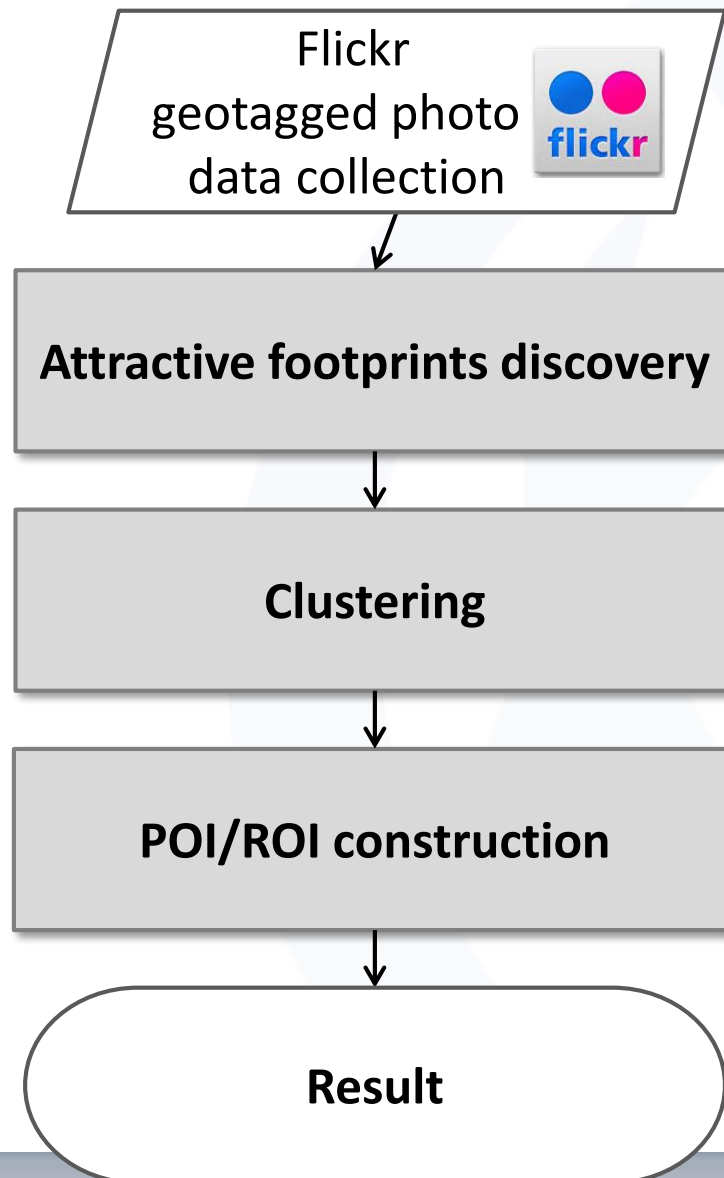 Flickr
geotagged photo
data collection
flickr
Attractive footprints discovery
Clustering
POI/ROI construction
Result